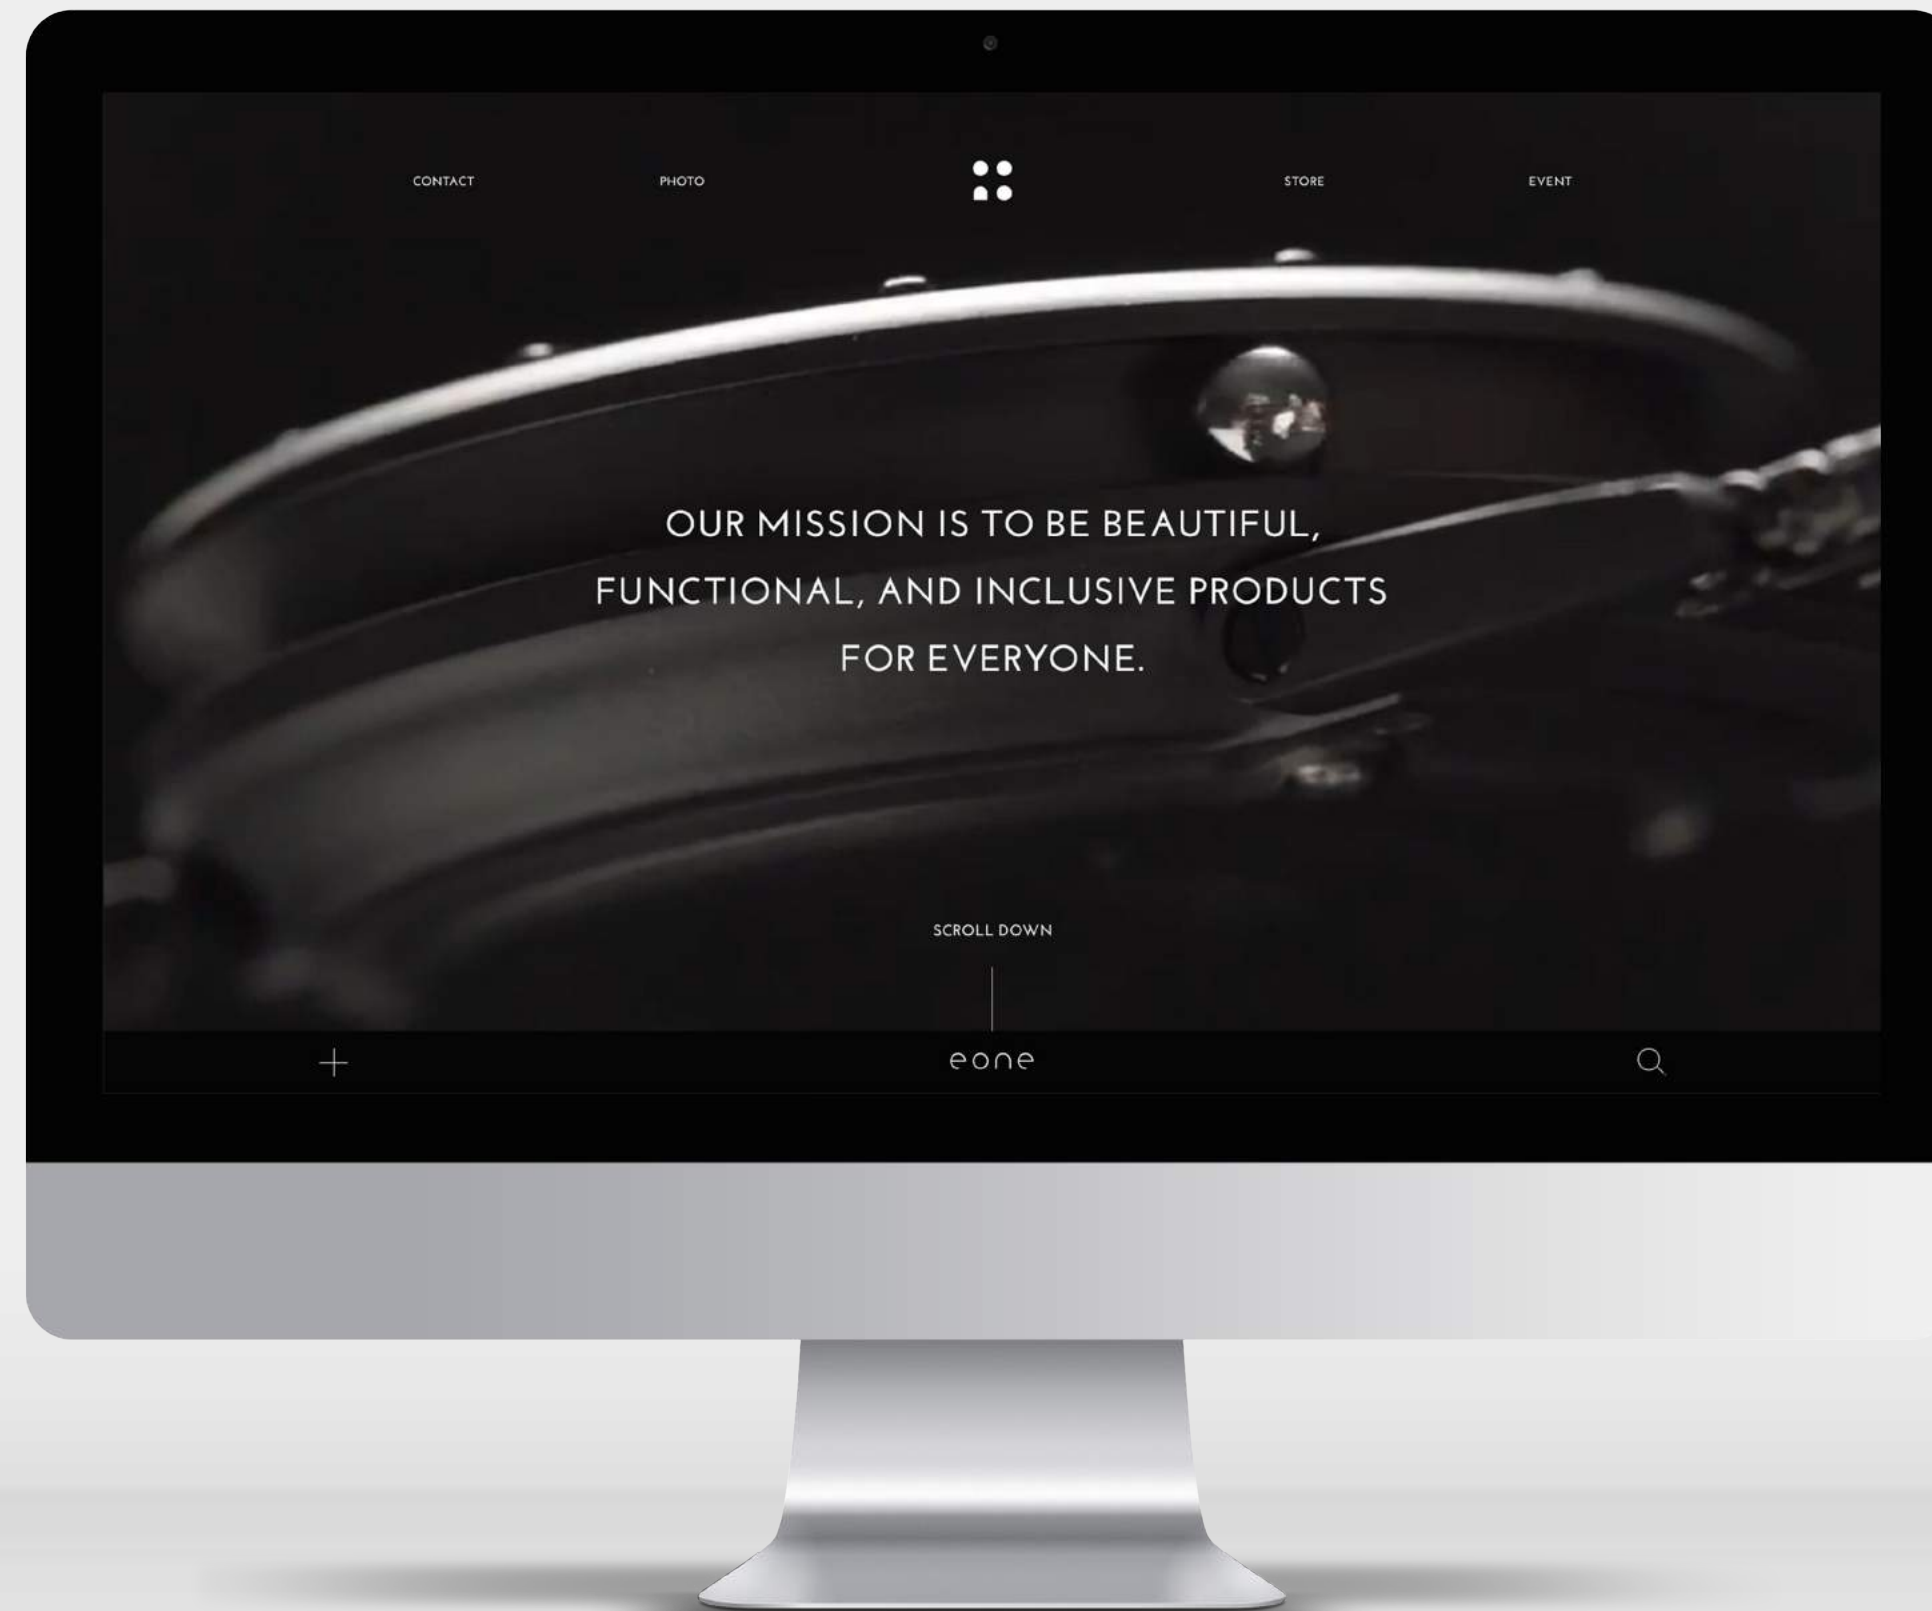 CONTACT
PHOTO
STORE
EVENT
OUR MISSION IS TO BE BEAUTIFUL,
FUNCTIONAL, AND INCLUSIVE PRODUCTS
FOR EVERYONE.
SCROLL DOWN
eone